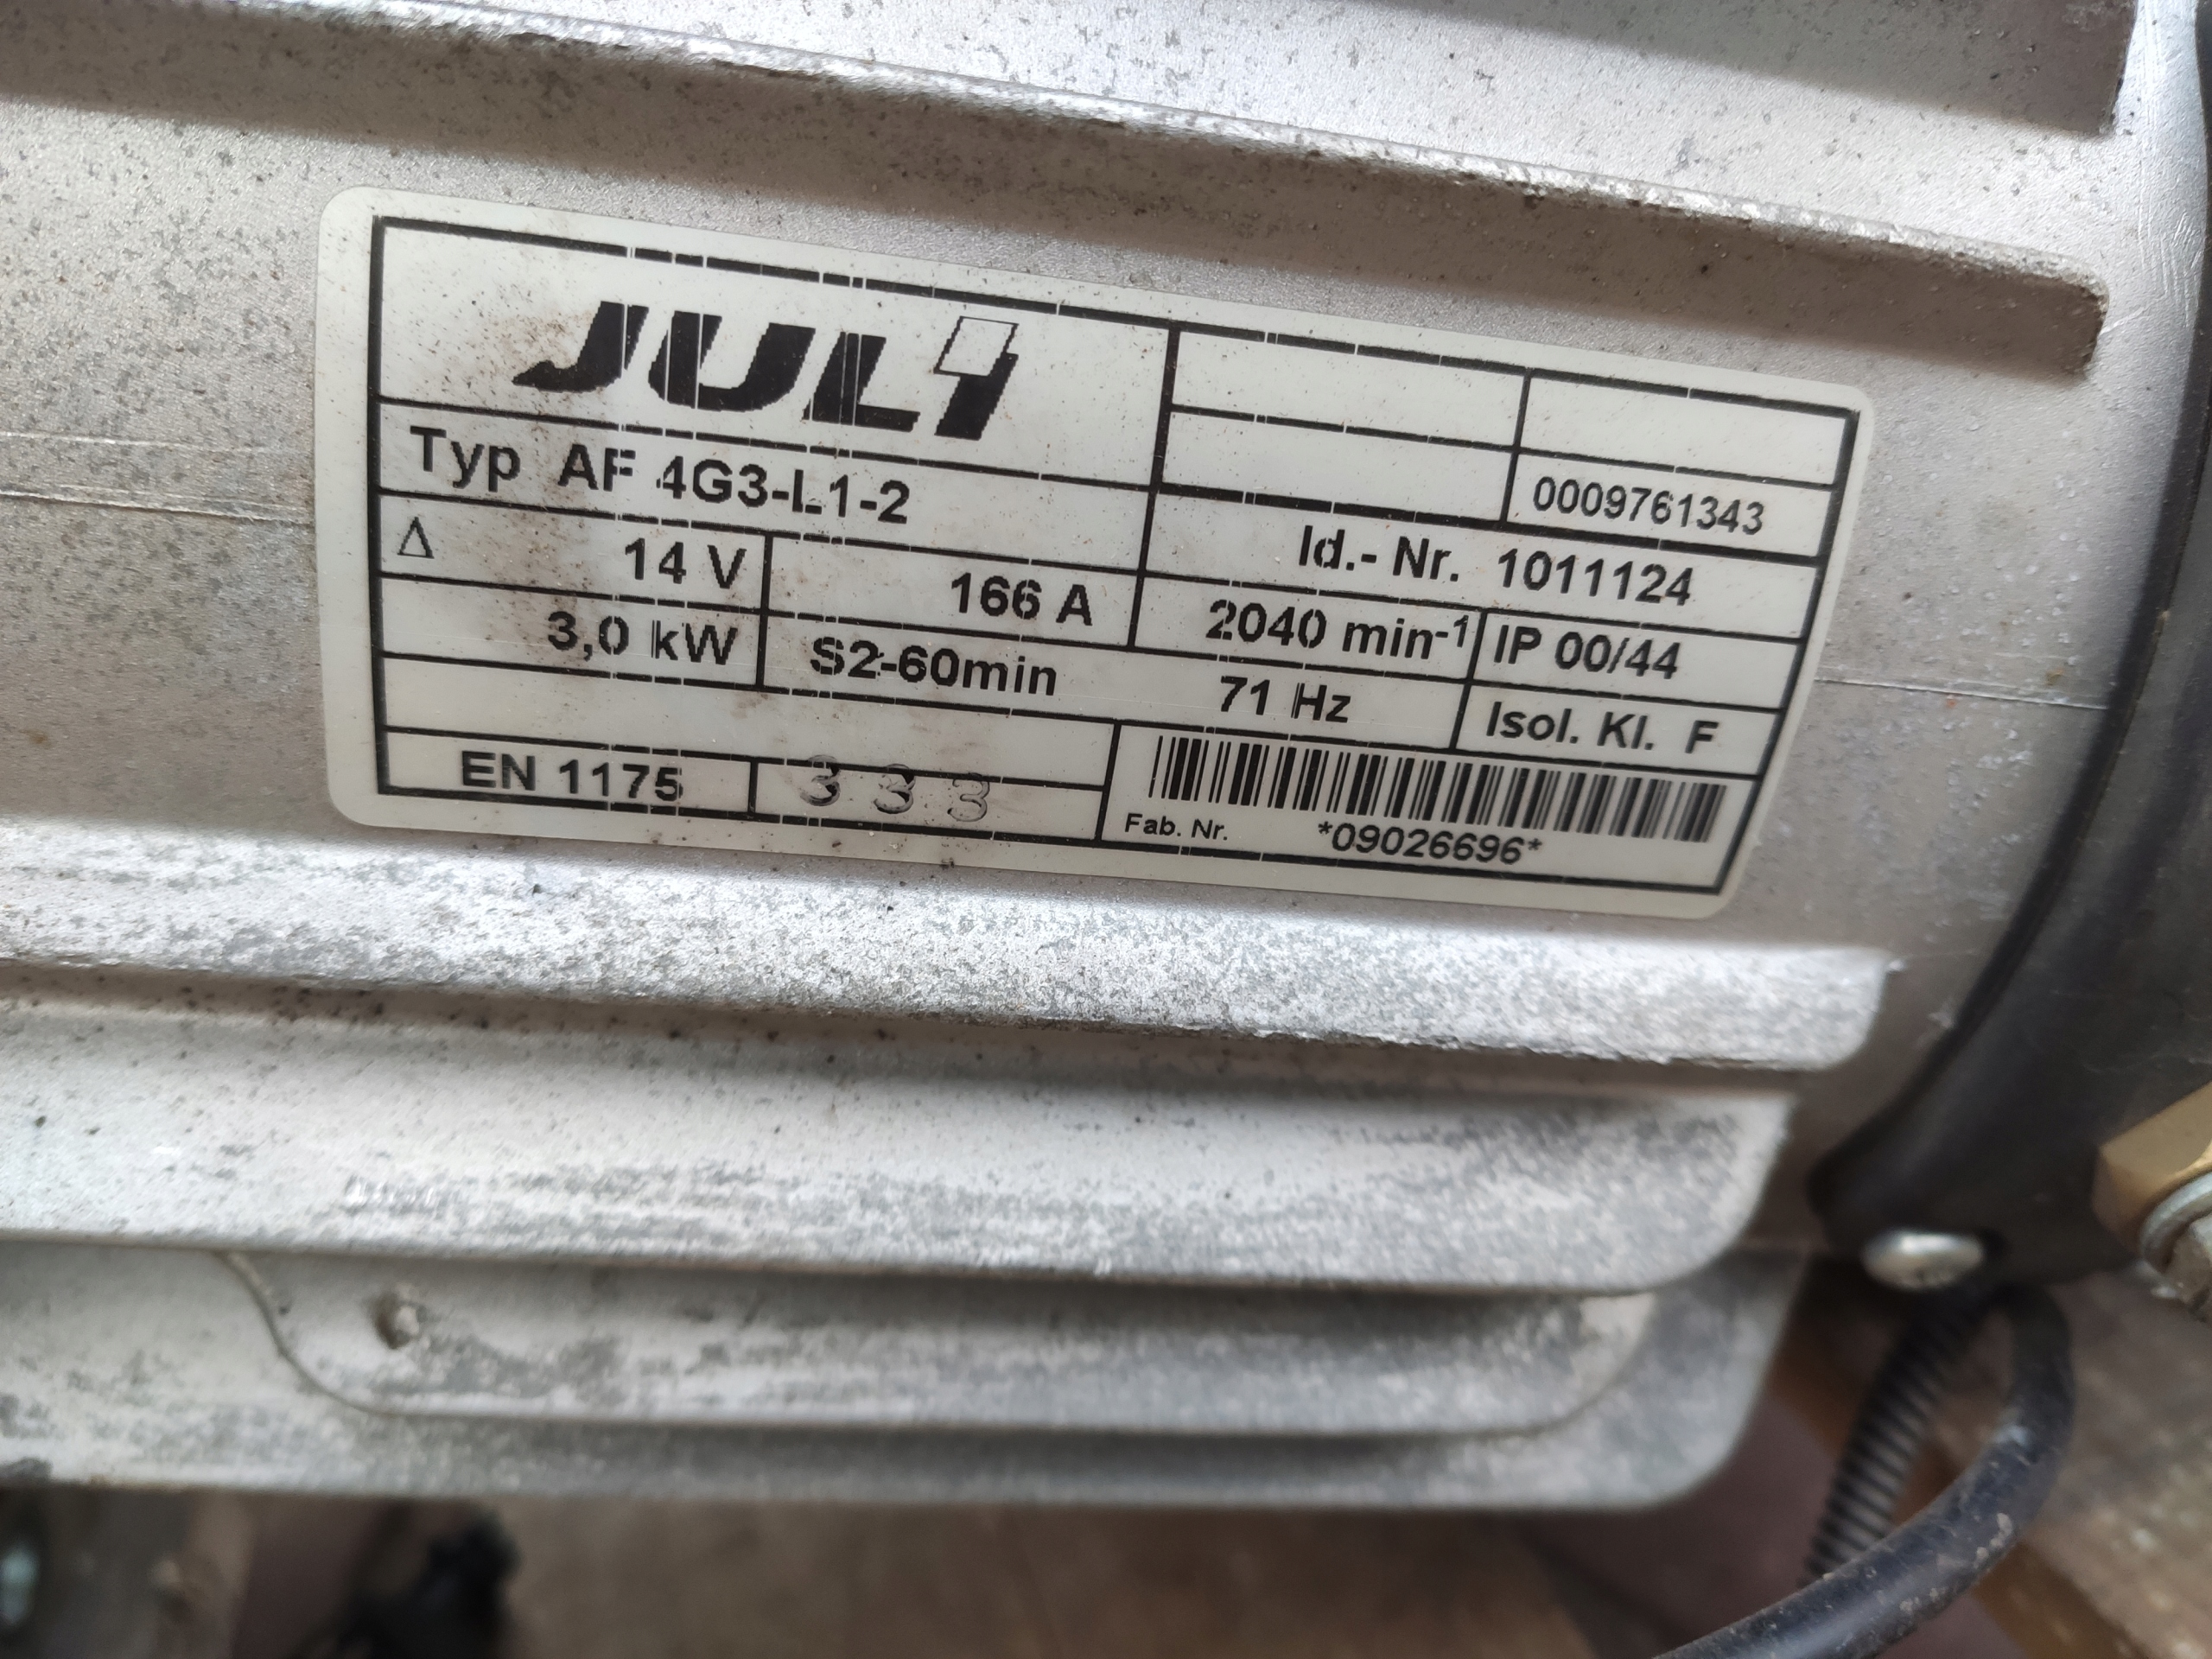 JULi
0009761343
Typ AF 4G3-L1-2
Id.- Nr. 1011124
Δ 14 V 166 A 2040 min-1 IP 00/44
3,0 kW S2-60min 71 Hz Isol. Kl. F
EN 1175 333
Fab. Nr. *09026696*